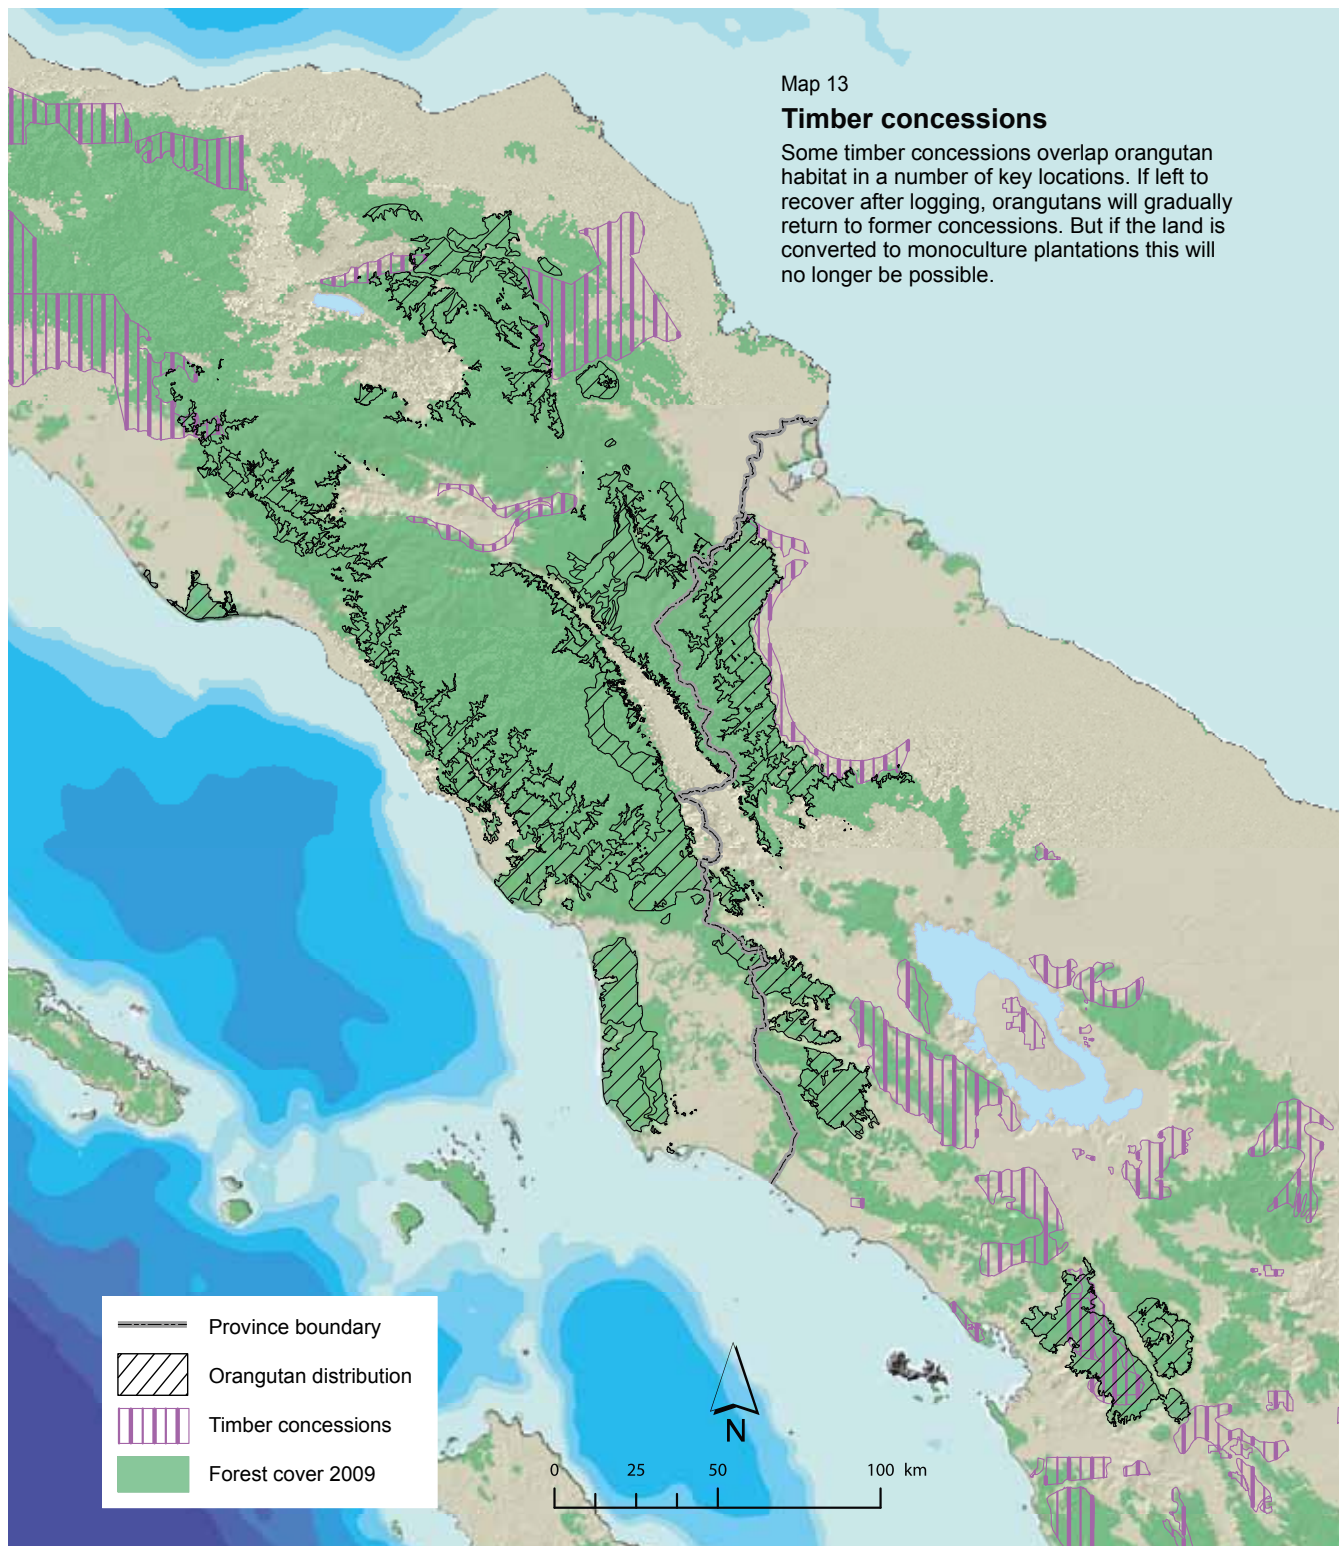 Map 13
Timber concessions
Some timber concessions overlap orangutan
habitat in a number of key locations. If left to
recover after logging, orangutans will gradually
return to former concessions. But if the land is
converted to monoculture plantations this will
no longer be possible.
Province boundary
Orangutan distribution
Timber concessions
Forest cover 2009
N
0 25 50 100 km